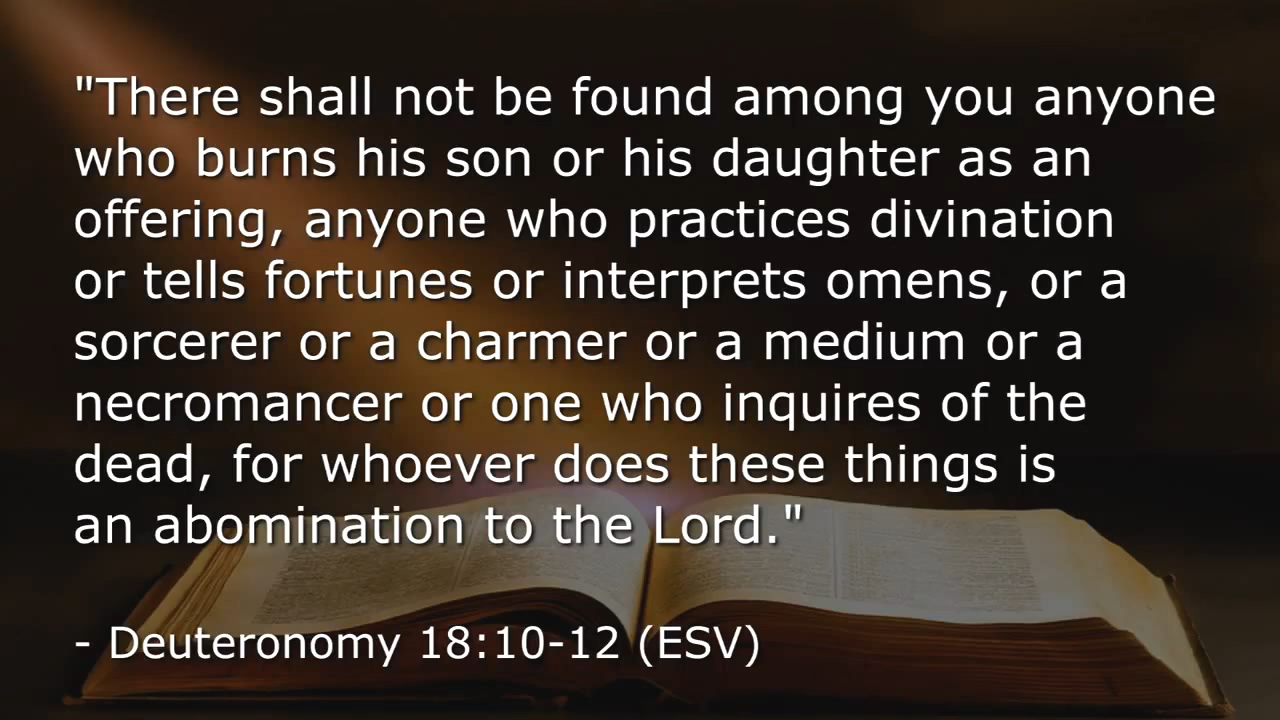 "There shall not be found among you anyone
who burns his son or his daughter as an
offering, anyone who practices divination
or tells fortunes or interprets omens, or a
sorcerer or a charmer or a medium or a
necromancer or one who inquires of the
dead, for whoever does these things is
an abomination to the Lord."
- Deuteronomy 18:10-12 (ESV)